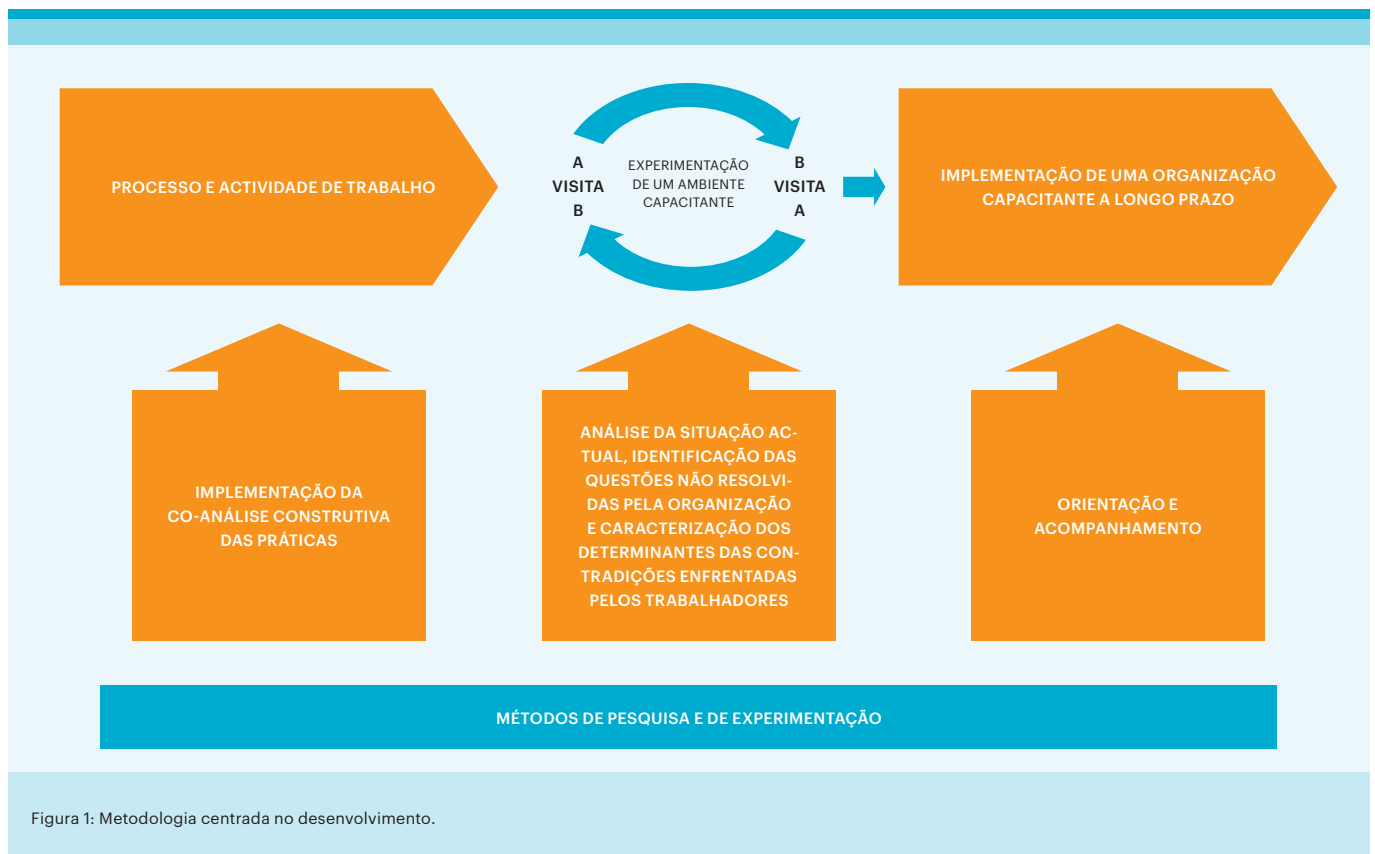 PROCESSO E ACTIVIDADE DE TRABALHO
A
VISITA
B
EXPERIMENTAÇÃO
DE UM AMBIENTE
CAPACITANTE
B
VISITA
A
IMPLEMENTAÇÃO DE UMA ORGANIZAÇÃO
CAPACITANTE A LONGO PRAZO
IMPLEMENTAÇÃO DA
CO-ANÁLISE CONSTRUTIVA
DAS PRÁTICAS
ANÁLISE DA SITUAÇÃO AC-
TUAL, IDENTIFICAÇÃO DAS
QUESTÕES NÃO RESOLVI-
DAS PELA ORGANIZAÇÃO
E CARACTERIZAÇÃO DOS
DETERMINANTES DAS CON-
TRADIÇÕES ENFRENTADAS
PELOS TRABALHADORES
ORIENTAÇÃO E
ACOMPANHAMENTO
MÉTODOS DE PESQUISA E DE EXPERIMENTAÇÃO
Figura 1: Metodologia centrada no desenvolvimento.